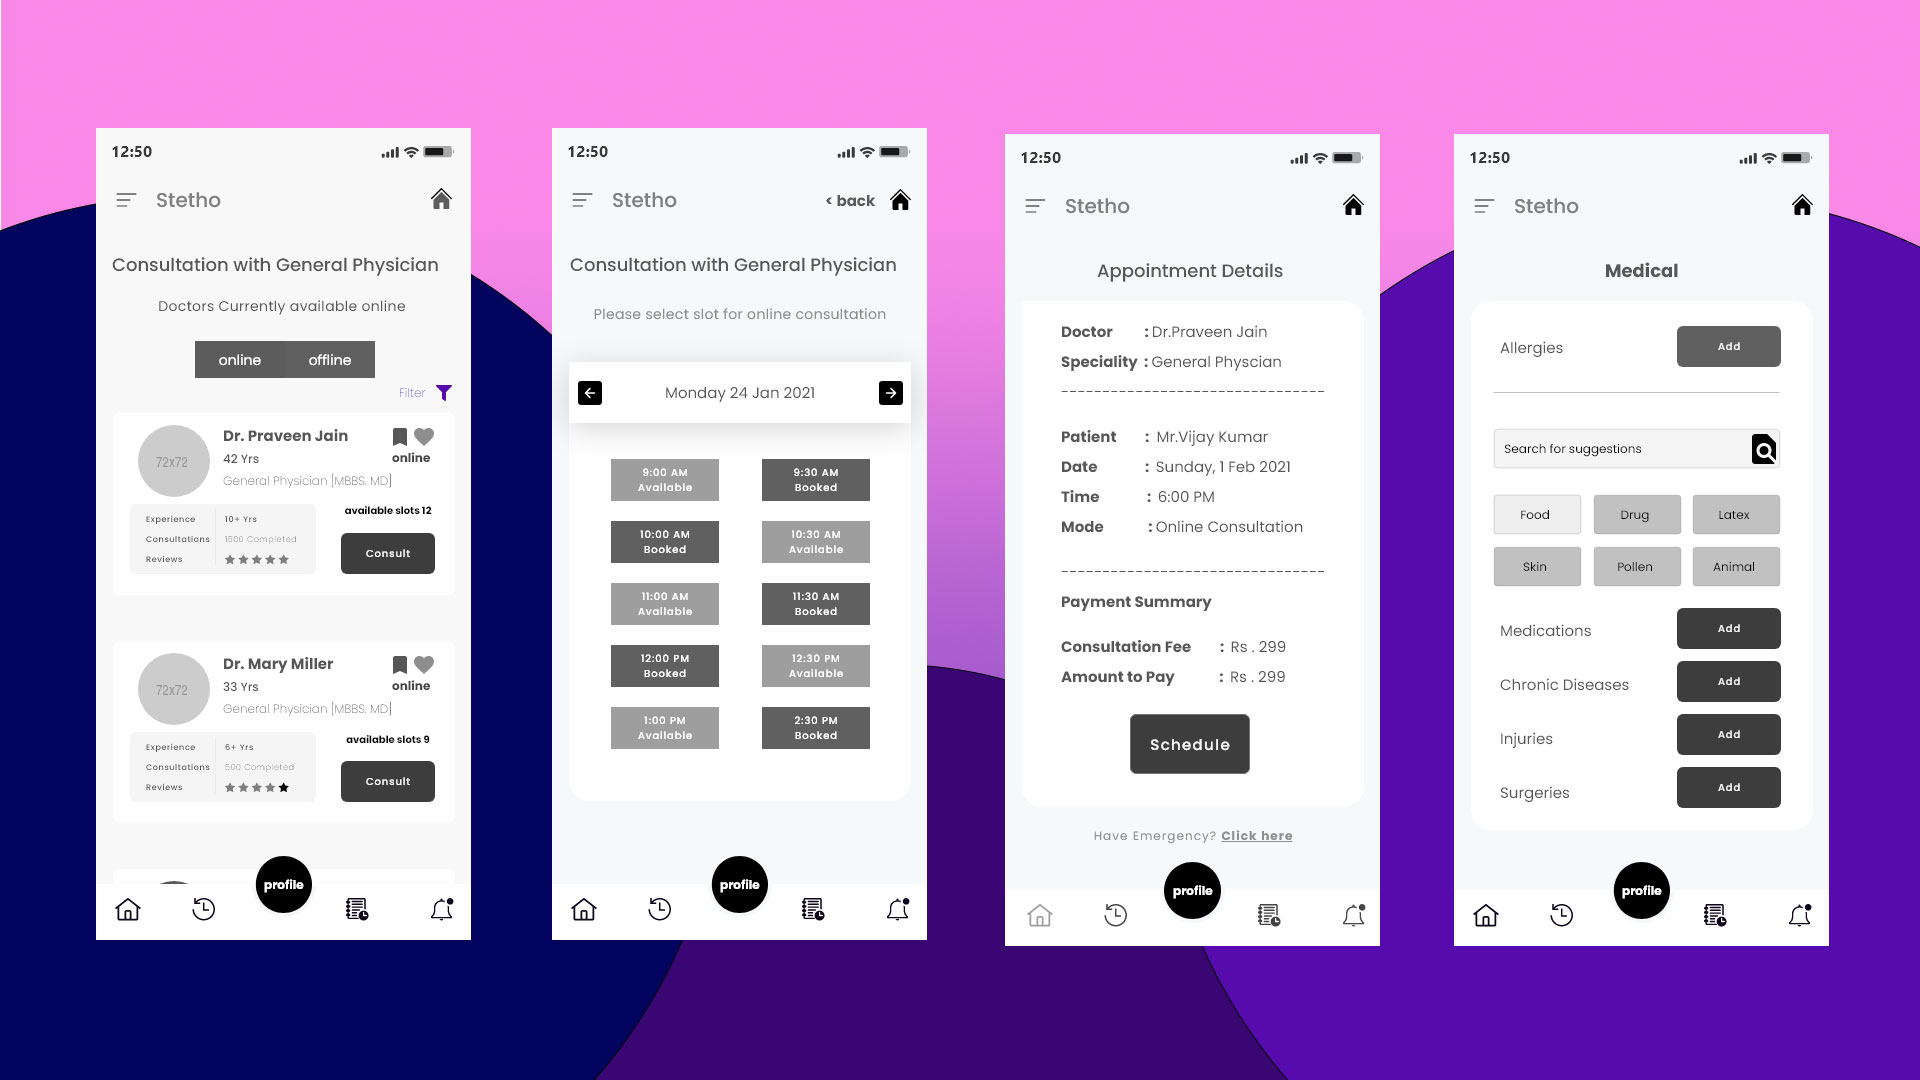 12:50
Stetho
Consultation with General Physician
Doctors Currently available online
online offline
Filter
72x72
Dr. Praveen Jain
42 Yrs
online
General Physician [MBBS. MD]
Experience 10+ Yrs
Consultations 1500 Completed
Reviews
available slots 12
Consult
72x72
Dr. Mary Miller
33 Yrs
online
General Physician [MBBS. MD]
Experience 6+ Yrs
Consultations 500 Completed
Reviews
available slots 9
Consult
profile
12:50
Stetho
< back
Consultation with General Physician
Please select slot for online consultation
Monday 24 Jan 2021
9:00 AM
Available
9:30 AM
Booked
10:00 AM
Booked
10:30 AM
Available
11:00 AM
Available
11:30 AM
Booked
12:00 PM
Booked
12:30 PM
Available
1:00 PM
Available
2:30 PM
Booked
profile
12:50
Stetho
Appointment Details
Doctor : Dr.Praveen Jain
Speciality : General Physcian
--------------------------------
Patient : Mr.Vijay Kumar
Date : Sunday, 1 Feb 2021
Time : 6:00 PM
Mode : Online Consultation
--------------------------------
Payment Summary
Consultation Fee : Rs . 299
Amount to Pay : Rs . 299
Schedule
Have Emergency? Click here
profile
12:50
Stetho
Medical
Allergies Add
Search for suggestions
Food Drug Latex
Skin Pollen Animal
Medications Add
Chronic Diseases Add
Injuries Add
Surgeries Add
profile